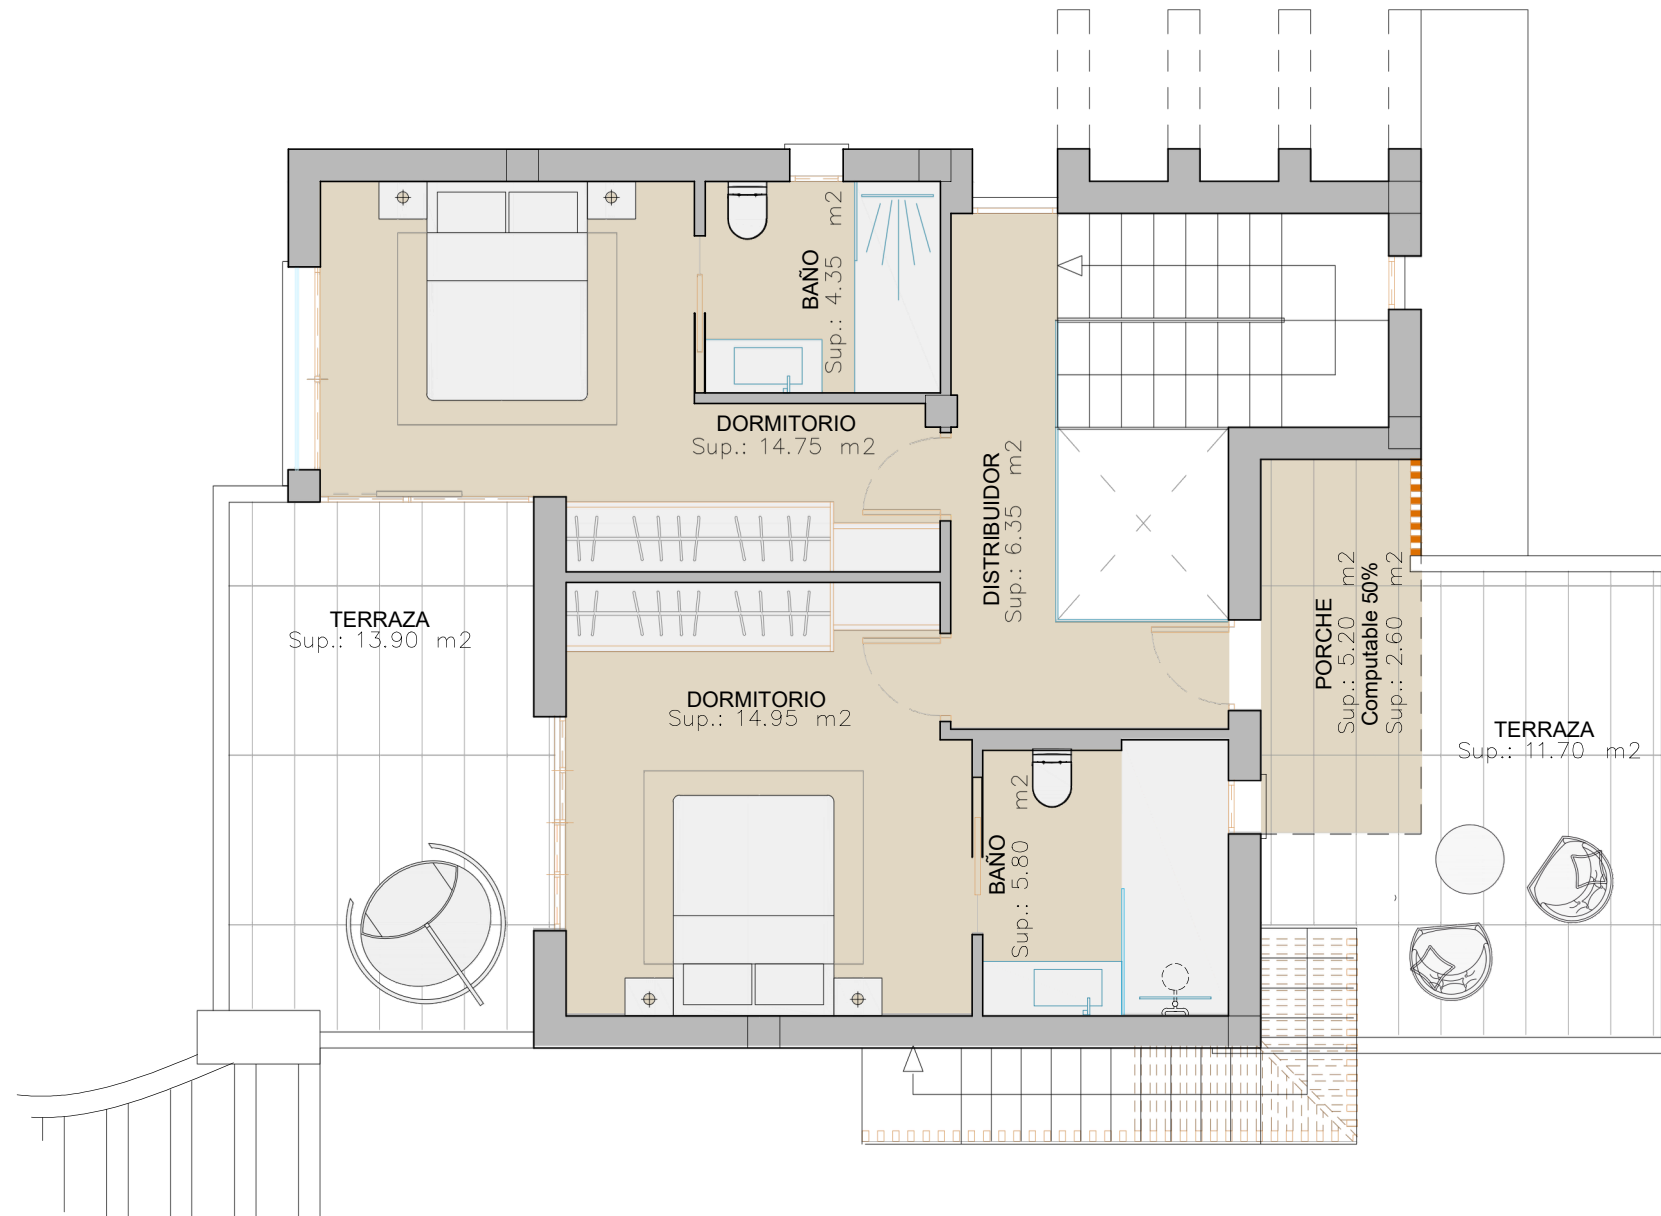 BAÑO
Sup.: 4.35 m2
DORMITORIO
Sup.: 14.75 m2
DISTRIBUIDOR
Sup.: 6.35 m2
TERRAZA
Sup.: 13.90 m2
DORMITORIO
Sup.: 14.95 m2
PORCHE
Sup.: 5.20 m2
Computable 50%
Sup.: 2.60 m2
TERRAZA
Sup.: 11.70 m2
BAÑO
Sup.: 5.80 m2